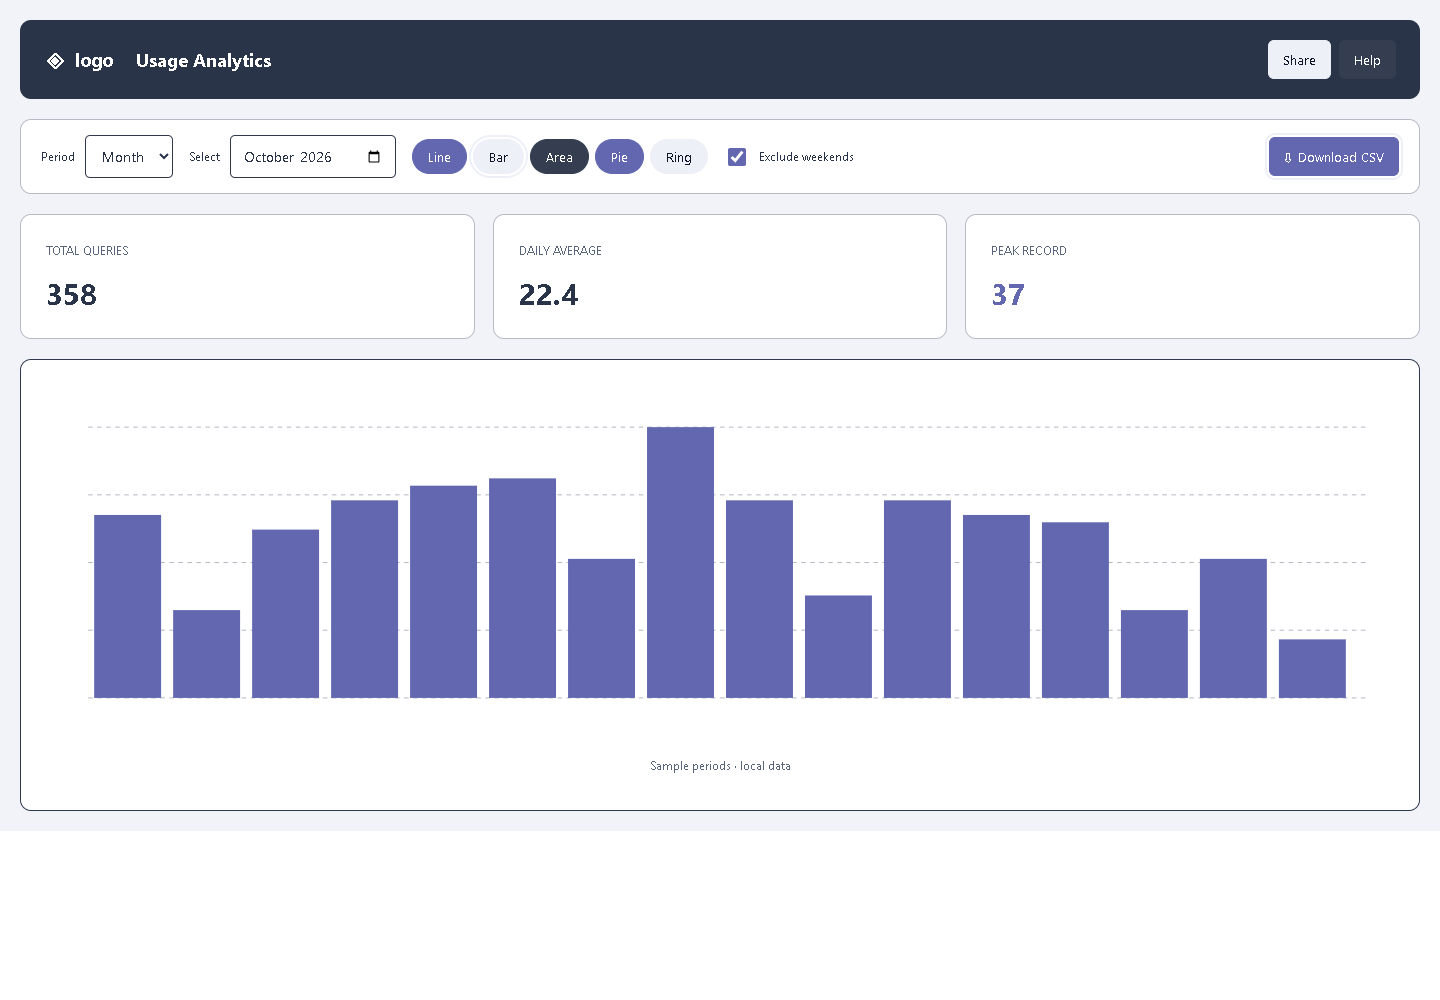 logo Usage Analytics Share Help
Period Month Select October 2026 Line Bar Area Pie Ring Exclude weekends Download CSV
TOTAL QUERIES DAILY AVERAGE PEAK RECORD
358 22.4 37
Sample periods · local data